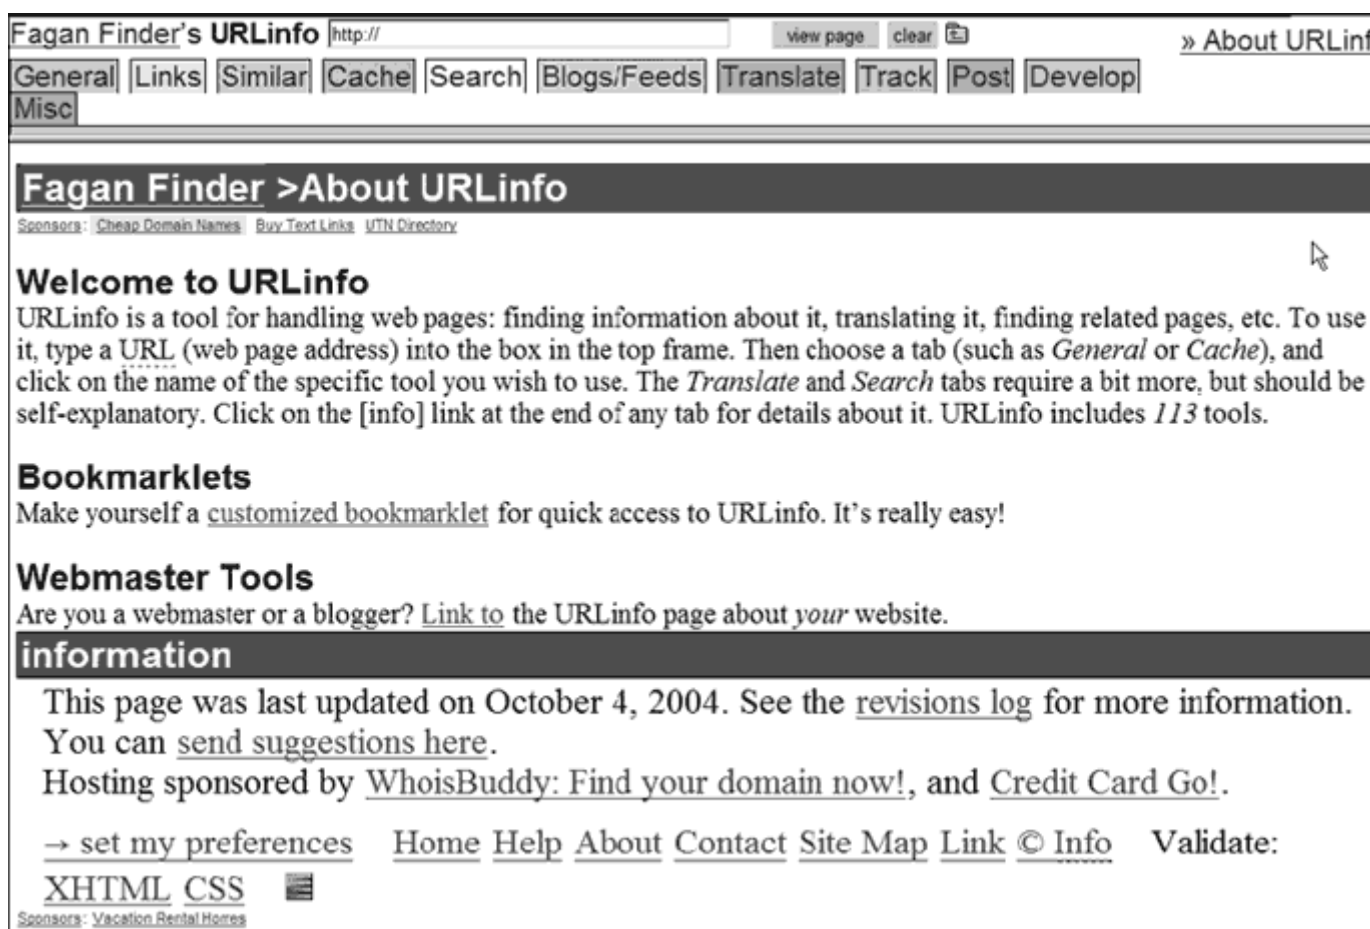 Fagan Finder's URLinfo http:// view page clear » About URLinf
General Links Similar Cache Search Blogs/Feeds Translate Track Post Develop
Misc
Fagan Finder >About URLinfo
Sponsors: Cheap Domain Names Buy Text Links UTN Directory
Welcome to URLinfo
URLinfo is a tool for handling web pages: finding information about it, translating it, finding related pages, etc. To use
it, type a URL (web page address) into the box in the top frame. Then choose a tab (such as General or Cache), and
click on the name of the specific tool you wish to use. The Translate and Search tabs require a bit more, but should be
self-explanatory. Click on the [info] link at the end of any tab for details about it. URLinfo includes 113 tools.
Bookmarklets
Make yourself a customized bookmarklet for quick access to URLinfo. It's really easy!
Webmaster Tools
Are you a webmaster or a blogger? Link to the URLinfo page about your website.
information
This page was last updated on October 4, 2004. See the revisions log for more information.
You can send suggestions here.
Hosting sponsored by WhoisBuddy: Find your domain now!, and Credit Card Go!.
→ set my preferences Home Help About Contact Site Map Link © Info Validate:
XHTML CSS
Sponsors: Vacation Rental Homes